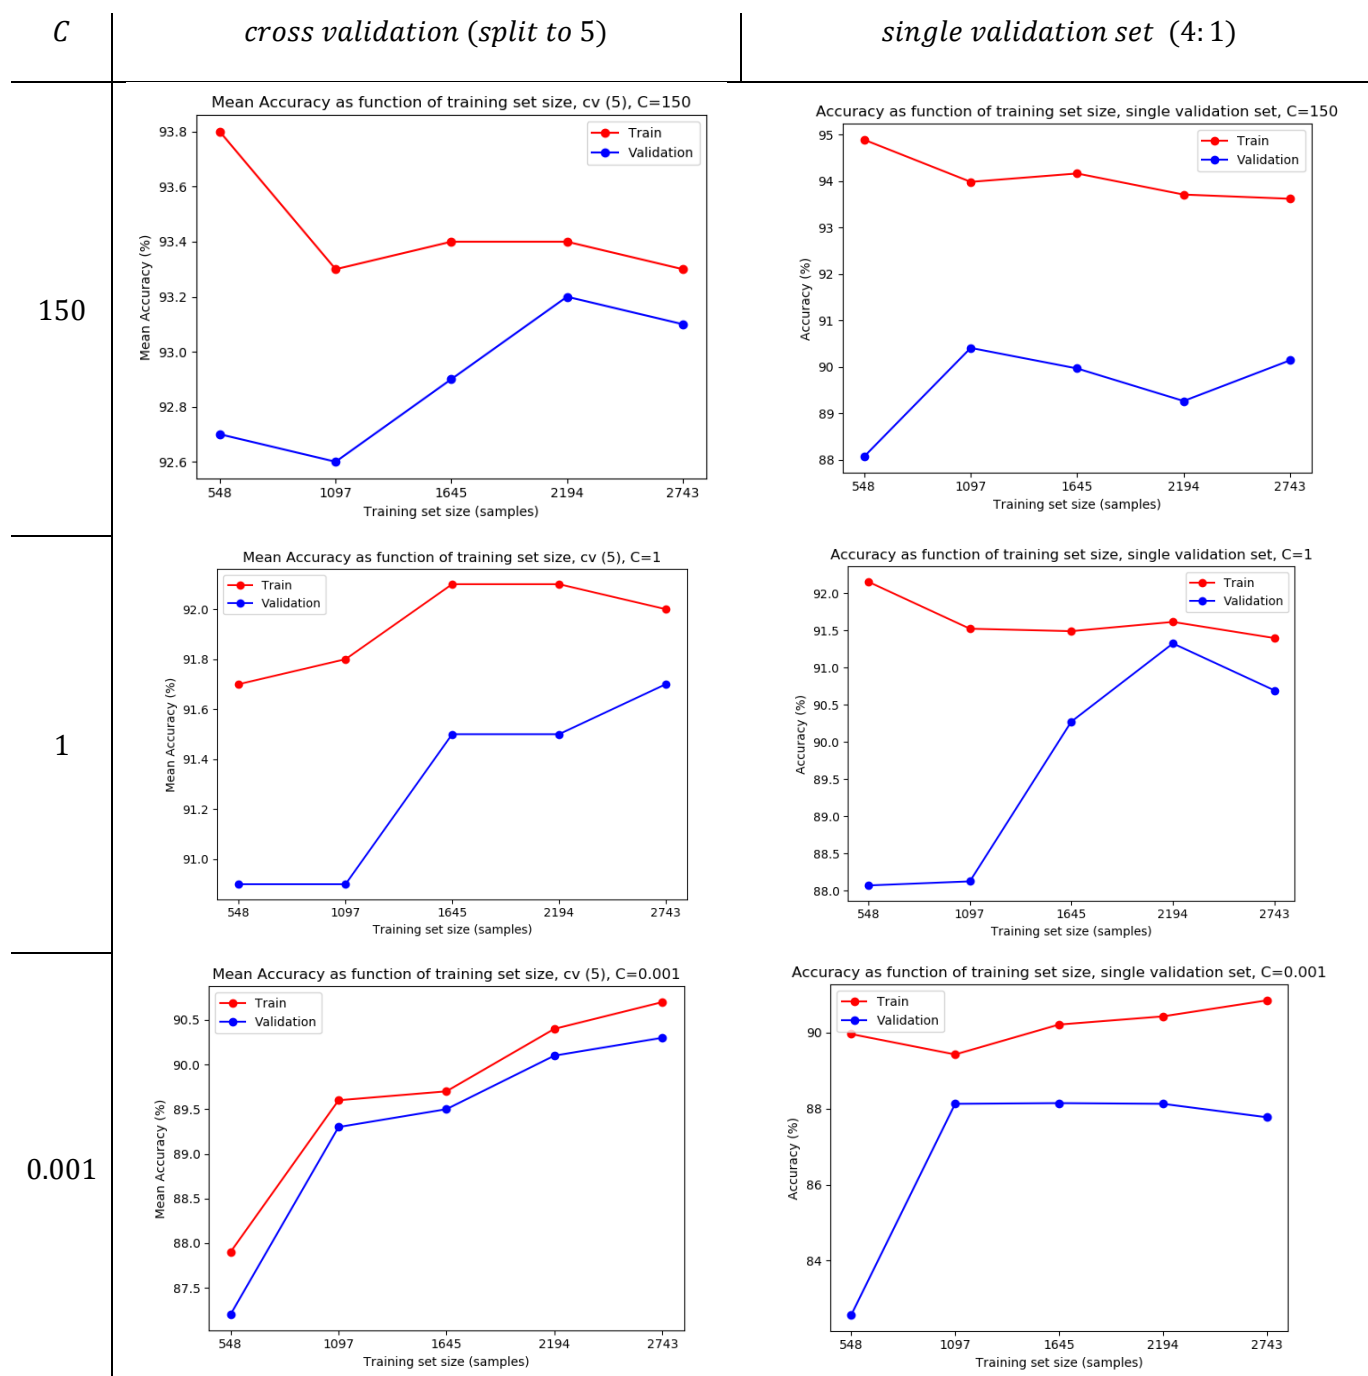 C cross validation (split to 5) single validation set (4: 1)
150
Mean Accuracy as function of training set size, cv (5), C=150
Train
Validation
Mean Accuracy (%)
93.8
93.6
93.4
93.2
93.0
92.8
92.6
548 1097 1645 2194 2743
Training set size (samples)
Accuracy as function of training set size, single validation set, C=150
Train
Validation
Accuracy (%)
95
94
93
92
91
90
89
88
548 1097 1645 2194 2743
Training set size (samples)
1
Mean Accuracy as function of training set size, cv (5), C=1
Train
Validation
Mean Accuracy (%)
92.0
91.8
91.6
91.4
91.2
91.0
548 1097 1645 2194 2743
Training set size (samples)
Accuracy as function of training set size, single validation set, C=1
Train
Validation
Accuracy (%)
92.0
91.5
91.0
90.5
90.0
89.5
89.0
88.5
88.0
548 1097 1645 2194 2743
Training set size (samples)
0.001
Mean Accuracy as function of training set size, cv (5), C=0.001
Train
Validation
Mean Accuracy (%)
90.5
90.0
89.5
89.0
88.5
88.0
87.5
548 1097 1645 2194 2743
Training set size (samples)
Accuracy as function of training set size, single validation set, C=0.001
Train
Validation
Accuracy (%)
90
88
86
84
548 1097 1645 2194 2743
Training set size (samples)